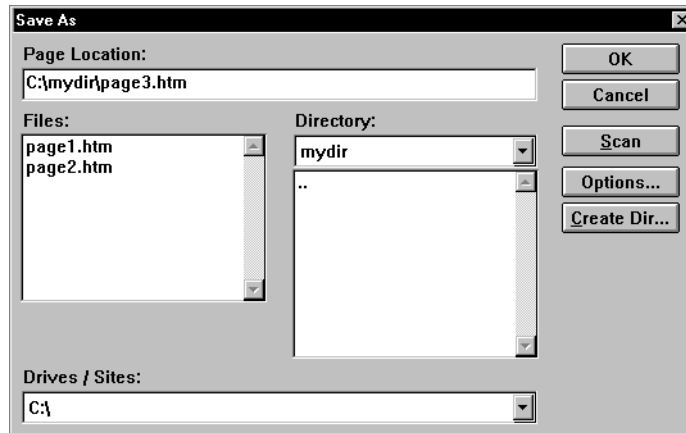 Save As
Page Location:
C:\mydir\page3.htm
Files:
page1.htm
page2.htm
Directory:
mydir
..
Drives / Sites:
C:\
OK
Cancel
Scan
Options...
Create Dir...